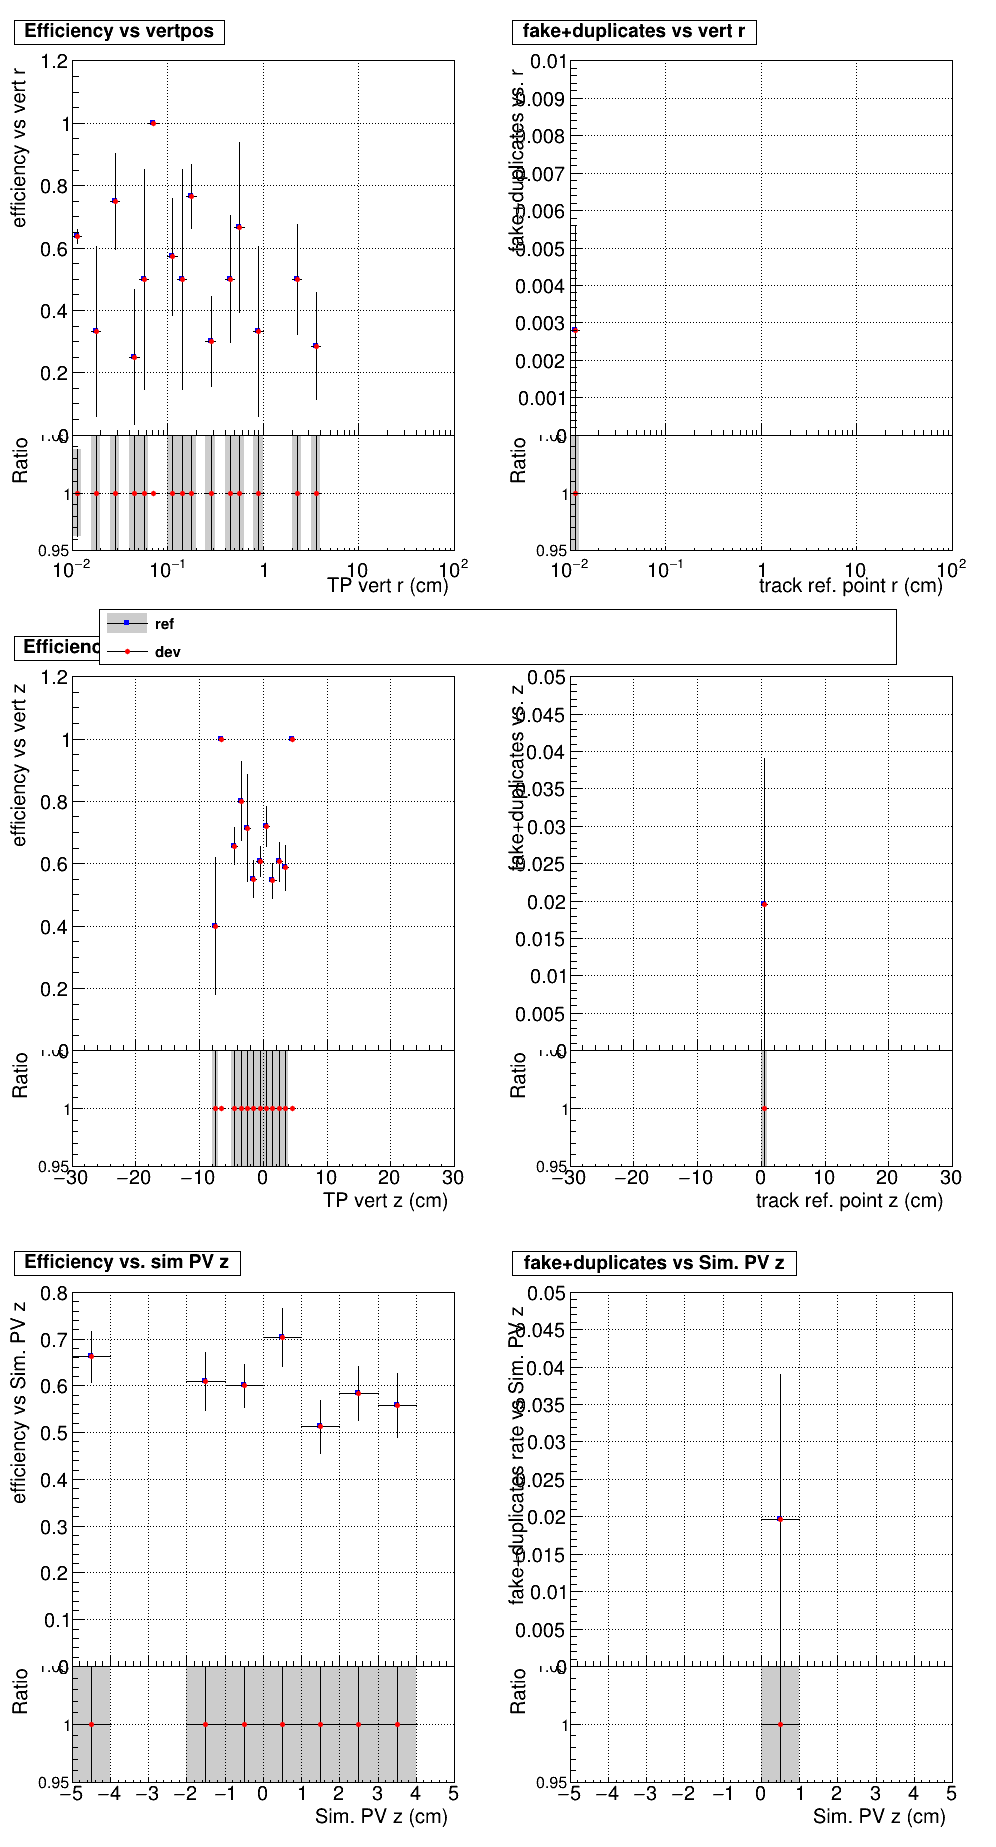 Efficiency vs vertpos
fake+duplicates vs vert r
efficiency vs vert r
1.2
1
0.8
0.6
0.4
0.2
0
Ratio
1
0.95
10⁻² 10⁻¹ 1 10 10²
TP vert r (cm)
fake+duplicates vs. r
0.01
0.009
0.008
0.007
0.006
0.005
0.004
0.003
0.002
0.001
0
Ratio
1
0.95
10⁻² 10⁻¹ 1 10 10²
track ref. point r (cm)
ref
dev
Efficienc
efficiency vs vert z
1.2
1
0.8
0.6
0.4
0.2
0
Ratio
1
0.95
−30 −20 −10 0 10 20 30
TP vert z (cm)
fake+duplicates vs. z
0.05
0.045
0.04
0.035
0.03
0.025
0.02
0.015
0.01
0.005
0
Ratio
1
0.95
−30 −20 −10 0 10 20 30
track ref. point z (cm)
Efficiency vs. sim PV z
fake+duplicates vs Sim. PV z
efficiency vs Sim. PV z
0.8
0.7
0.6
0.5
0.4
0.3
0.2
0.1
0
Ratio
1
0.95
−5 −4 −3 −2 −1 0 1 2 3 4 5
Sim. PV z (cm)
fake+duplicates rate vs Sim. PV z
0.05
0.045
0.04
0.035
0.03
0.025
0.02
0.015
0.01
0.005
0
Ratio
1
0.95
−5 −4 −3 −2 −1 0 1 2 3 4 5
Sim. PV z (cm)